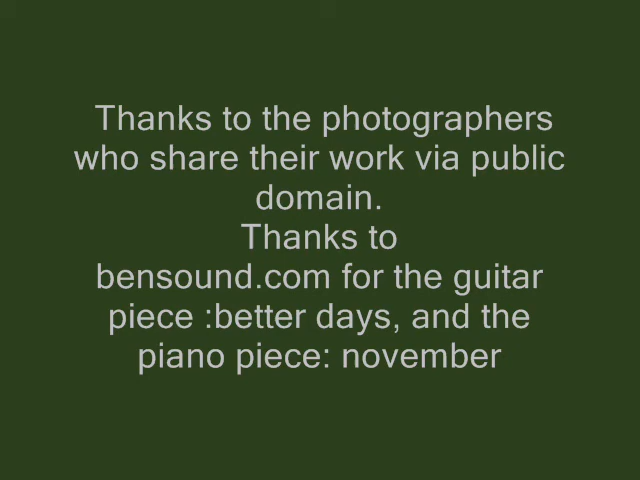 Thanks to the photographers
who share their work via public
domain.
Thanks to
bensound.com for the guitar
piece :better days, and the
piano piece: november